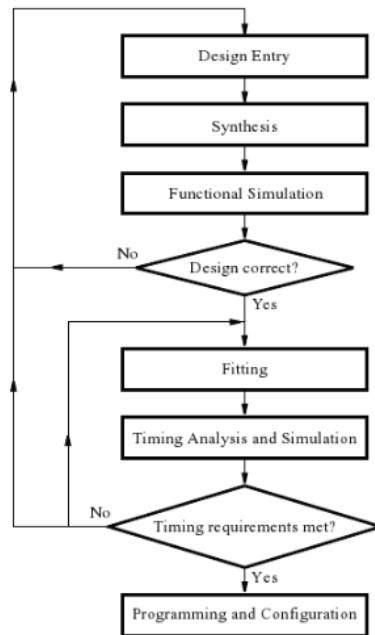 Design Entry
Synthesis
Functional Simulation
No
Design correct?
Yes
Fitting
Timing Analysis and Simulation
No
Timing requirements met?
Yes
Programming and Configuration